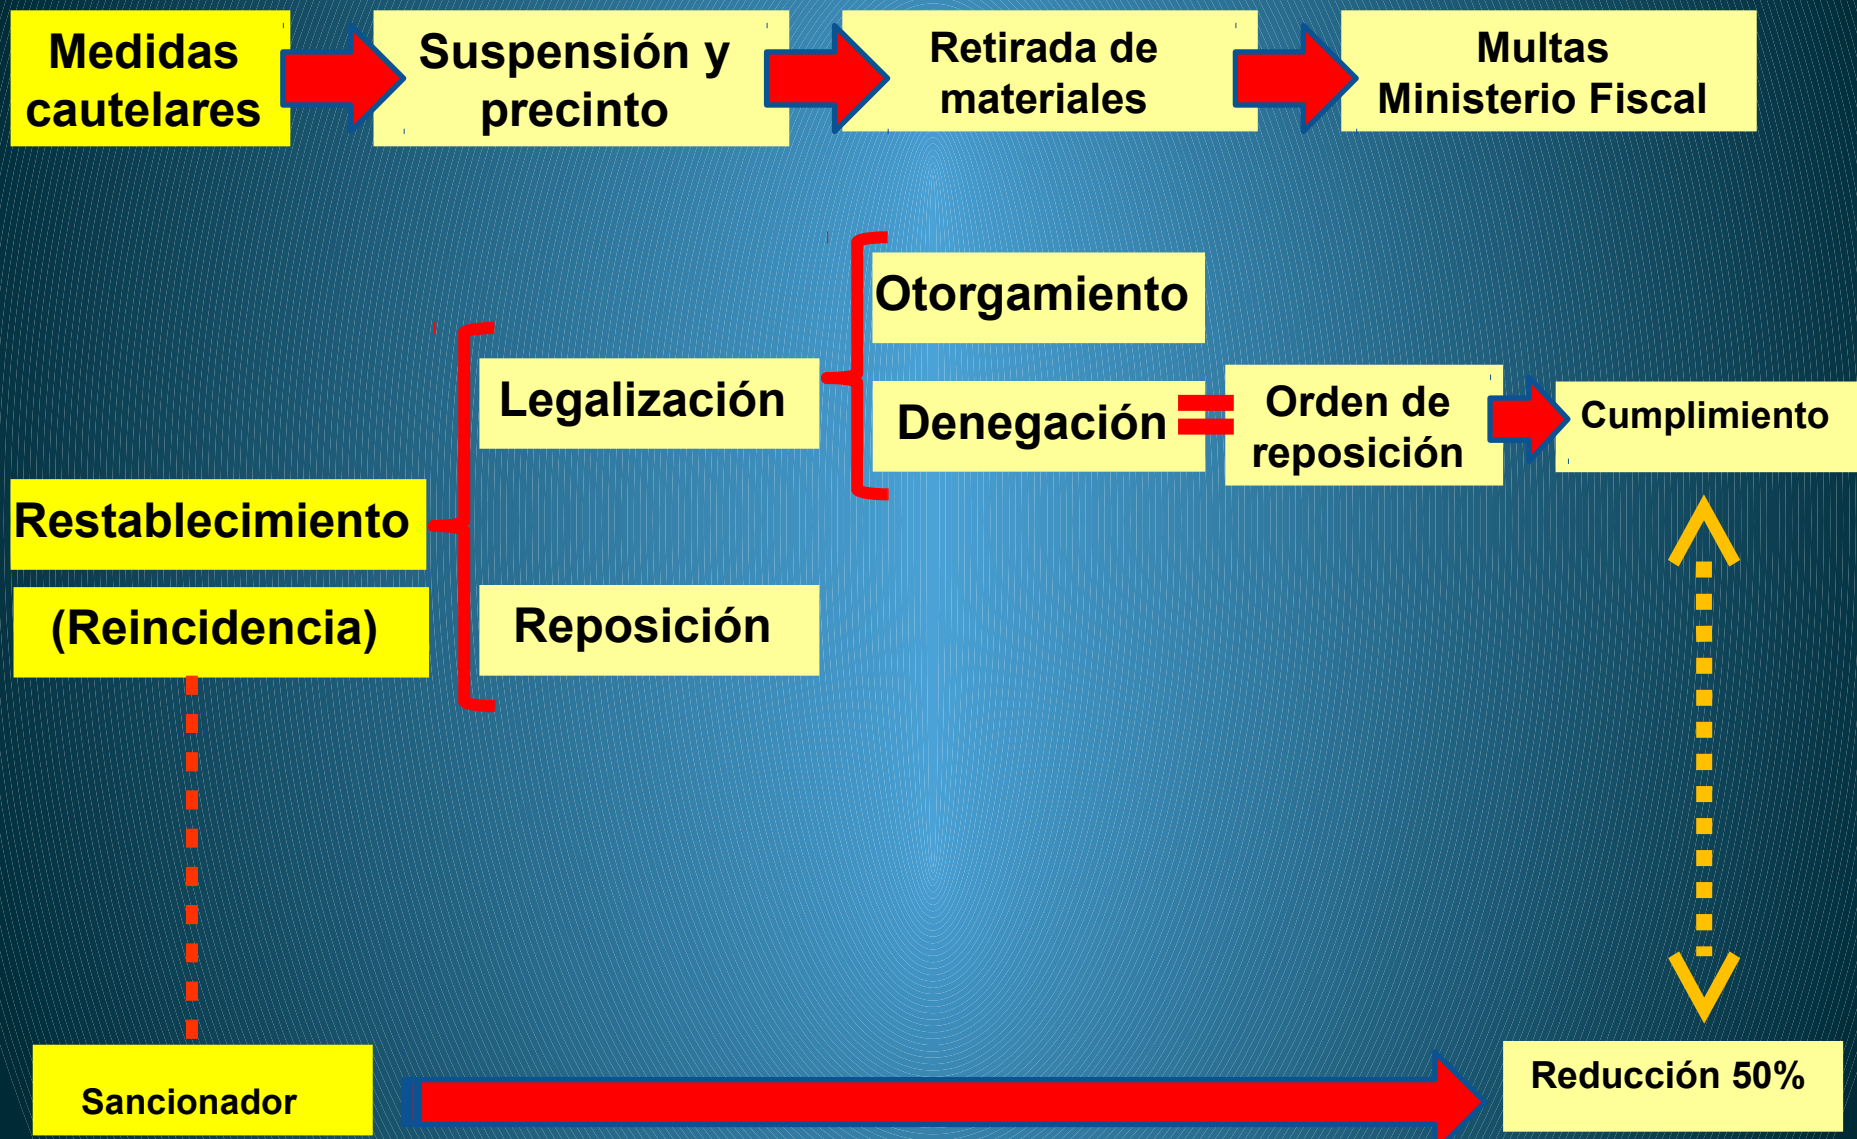 Medidas
cautelares
Suspensión y
precinto
Retirada de
materiales
Multas
Ministerio Fiscal
Otorgamiento
Legalización
Denegación
Orden de
reposición
Cumplimiento
Restablecimiento
(Reincidencia)
Reposición
Sancionador
Reducción 50%